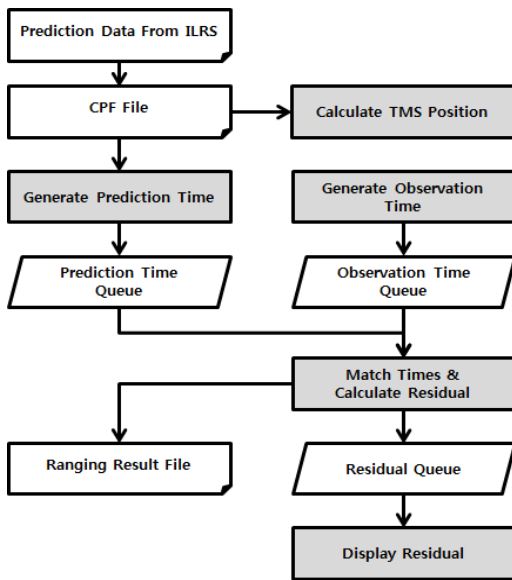 Prediction Data From ILRS
CPF File
Calculate TMS Position
Generate Prediction Time
Generate Observation
Time
Prediction Time
Queue
Observation Time
Queue
Match Times &
Calculate Residual
Ranging Result File
Residual Queue
Display Residual